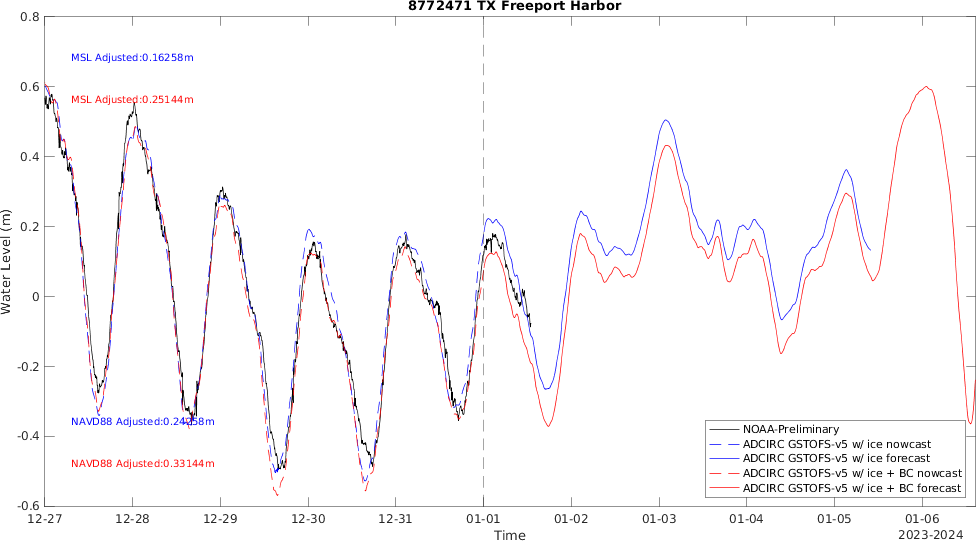 8772471 TX Freeport Harbor
0.8
MSL Adjusted:0.16258m
0.6
MSL Adjusted:0.25144m
0.4
0.2
Water Level (m)
0
-0.2
NAVD88 Adjusted:0.24258m
-0.4
NAVD88 Adjusted:0.33144m
-0.6
NOAA-Preliminary
ADCIRC GSTOFS-v5 w/ ice nowcast
ADCIRC GSTOFS-v5 w/ ice forecast
ADCIRC GSTOFS-v5 w/ ice + BC nowcast
ADCIRC GSTOFS-v5 w/ ice + BC forecast
12-27 12-28 12-29 12-30 12-31 01-01 01-02 01-03 01-04 01-05 01-06
Time
2023-2024